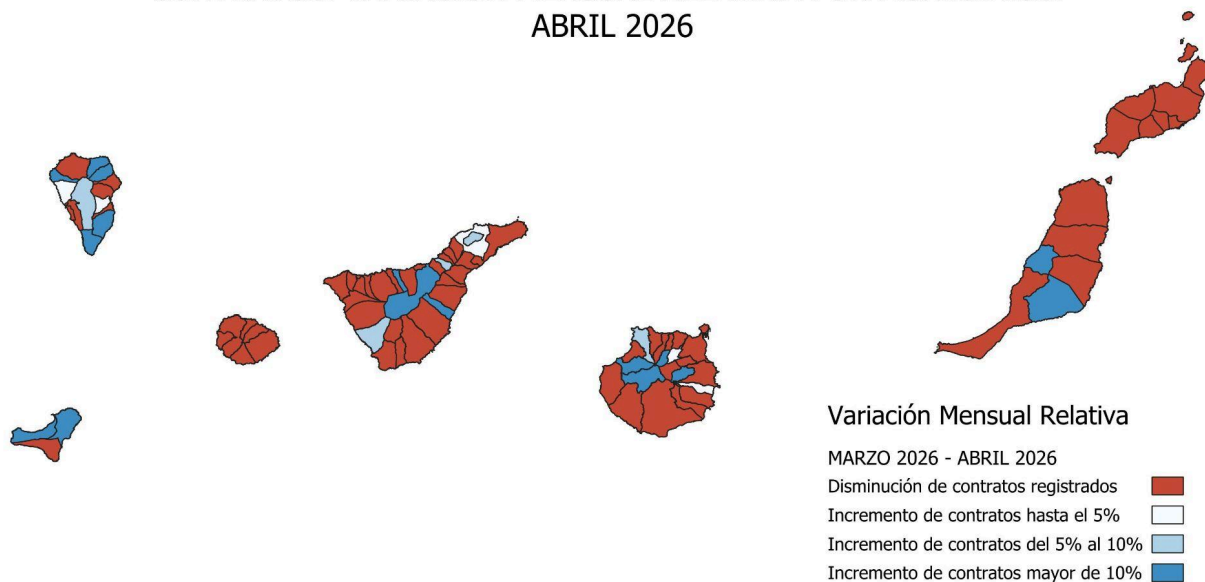 ABRIL 2026
Variación Mensual Relativa
MARZO 2026 - ABRIL 2026
Disminución de contratos registrados
Incremento de contratos hasta el 5%
Incremento de contratos del 5% al 10%
Incremento de contratos mayor de 10%